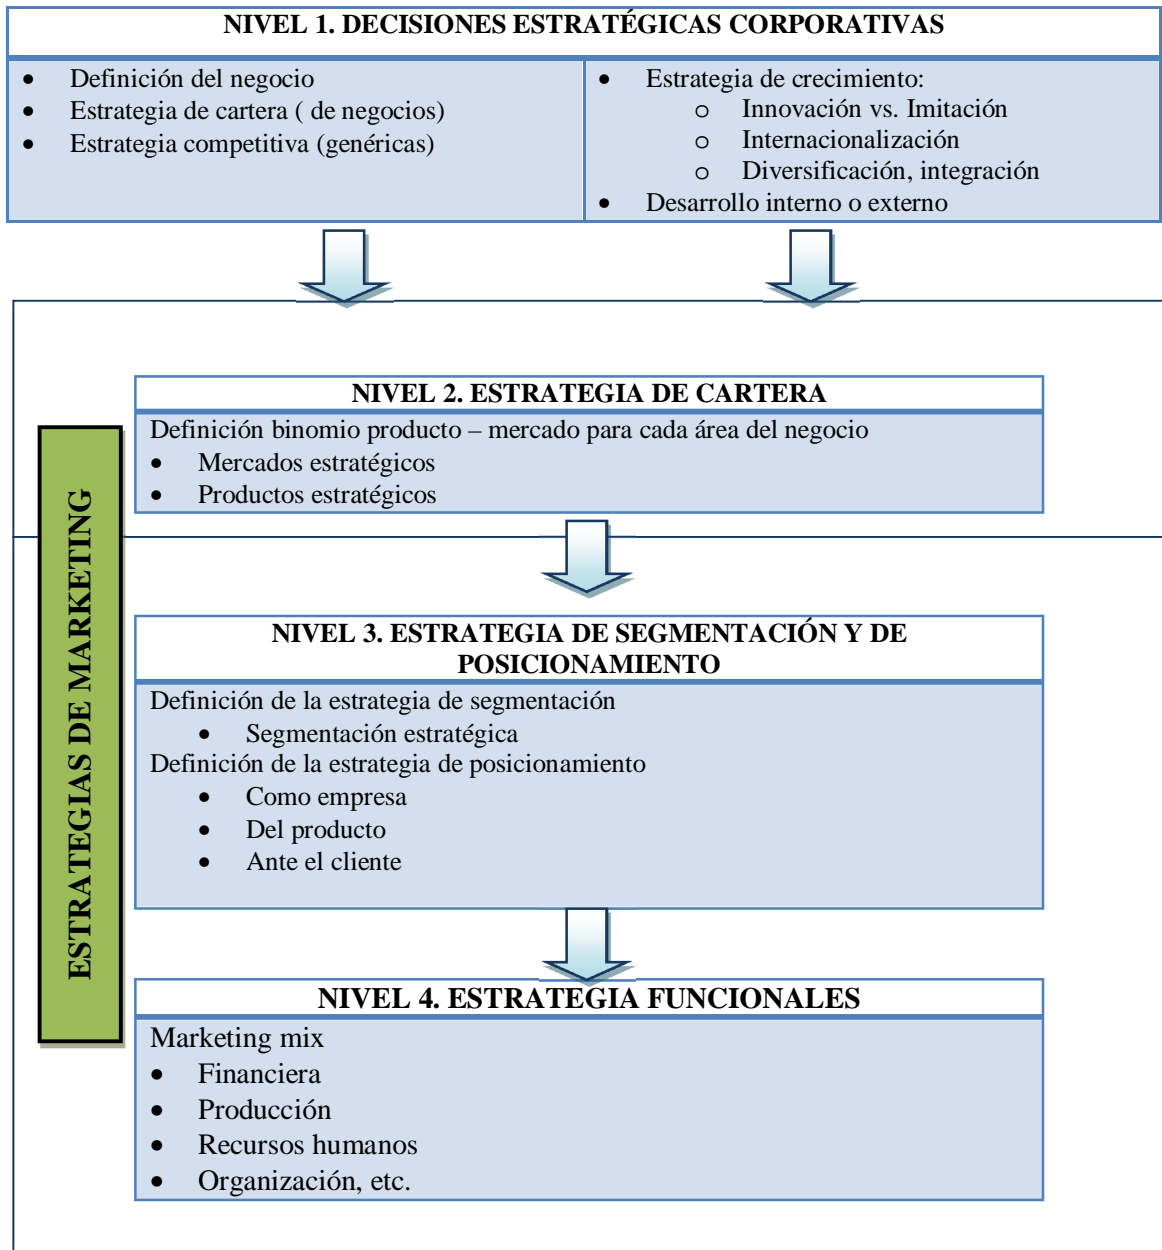 NIVEL 1. DECISIONES ESTRATÉGICAS CORPORATIVAS
• Definición del negocio
• Estrategia de cartera ( de negocios)
• Estrategia competitiva (genéricas)
• Estrategia de crecimiento:
o Innovación vs. Imitación
o Internacionalización
o Diversificación, integración
• Desarrollo interno o externo
ESTRATEGIAS DE MARKETING
NIVEL 2. ESTRATEGIA DE CARTERA
Definición binomio producto – mercado para cada área del negocio
• Mercados estratégicos
• Productos estratégicos
NIVEL 3. ESTRATEGIA DE SEGMENTACIÓN Y DE
POSICIONAMIENTO
Definición de la estrategia de segmentación
• Segmentación estratégica
Definición de la estrategia de posicionamiento
• Como empresa
• Del producto
• Ante el cliente
NIVEL 4. ESTRATEGIA FUNCIONALES
Marketing mix
• Financiera
• Producción
• Recursos humanos
• Organización, etc.